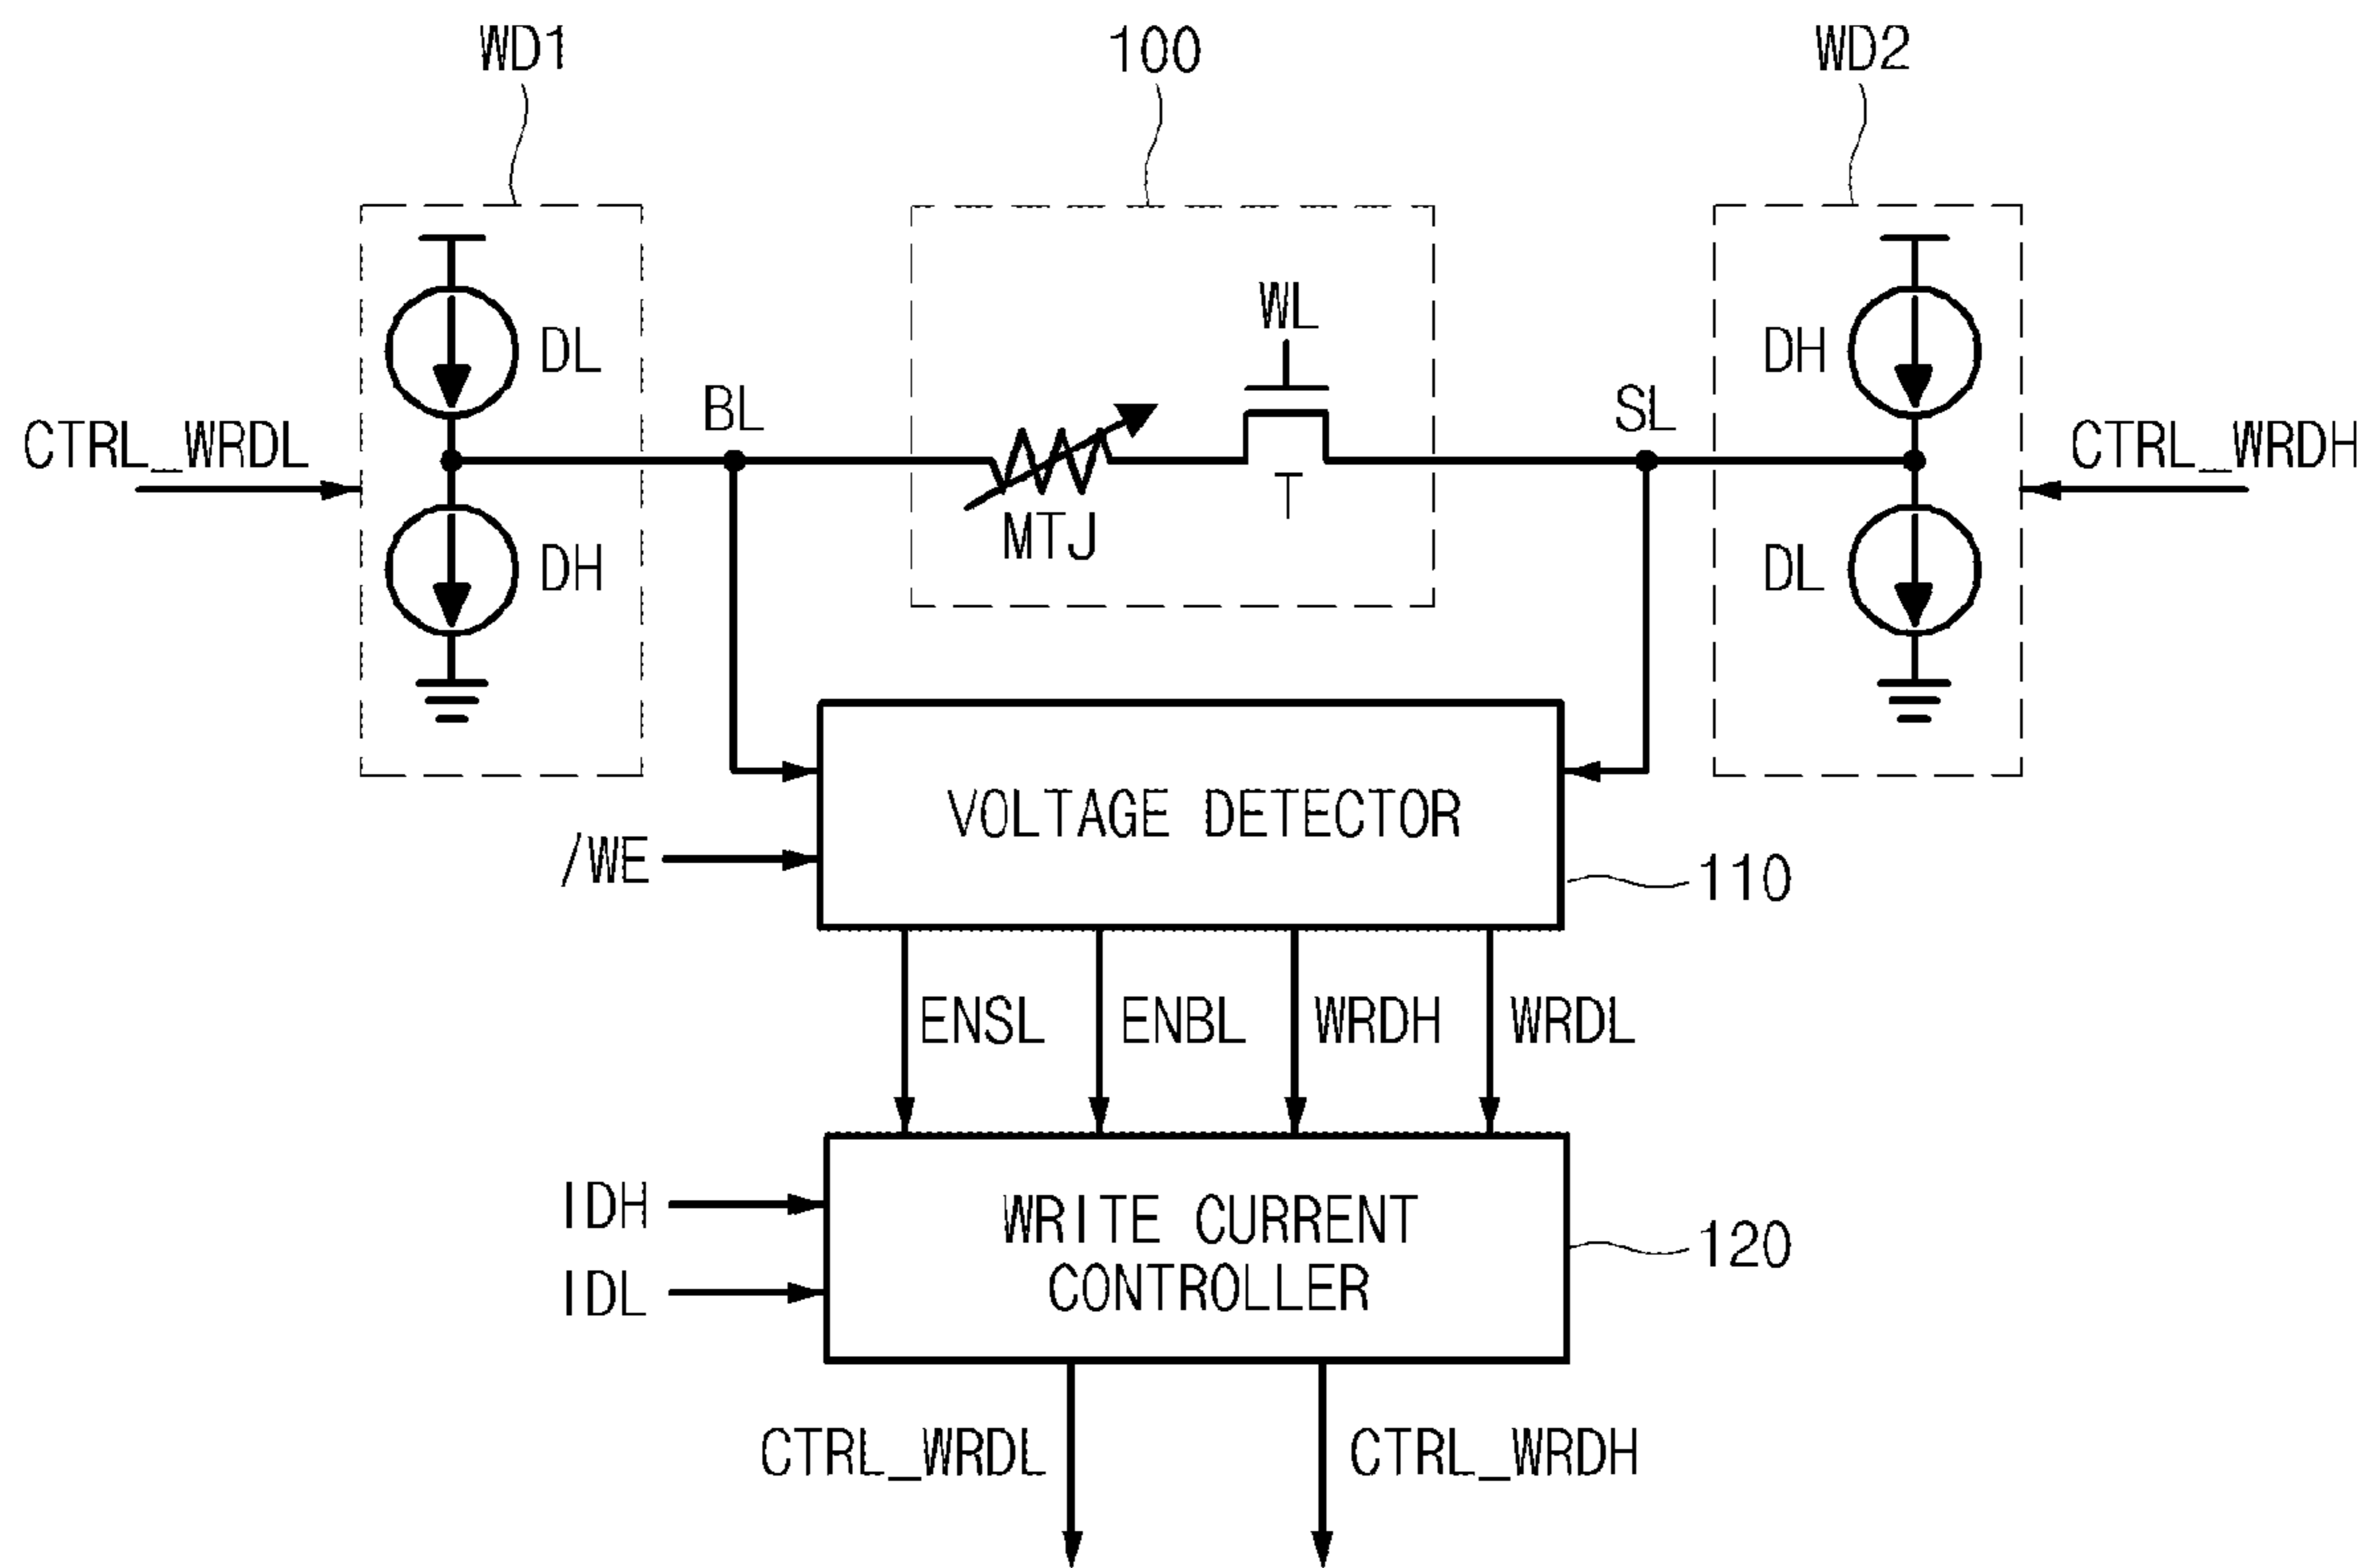 WD1
100
WD2
DL
WL
DH
BL
SL
CTRL_WRDL
CTRL_WRDH
T
MTJ
DH
DL
VOLTAGE DETECTOR
/WE
110
ENSL
ENBL
WRDH
WRDL
IDH
WRITE CURRENT
120
CONTROLLER
IDL
CTRL_WRDL
CTRL_WRDH